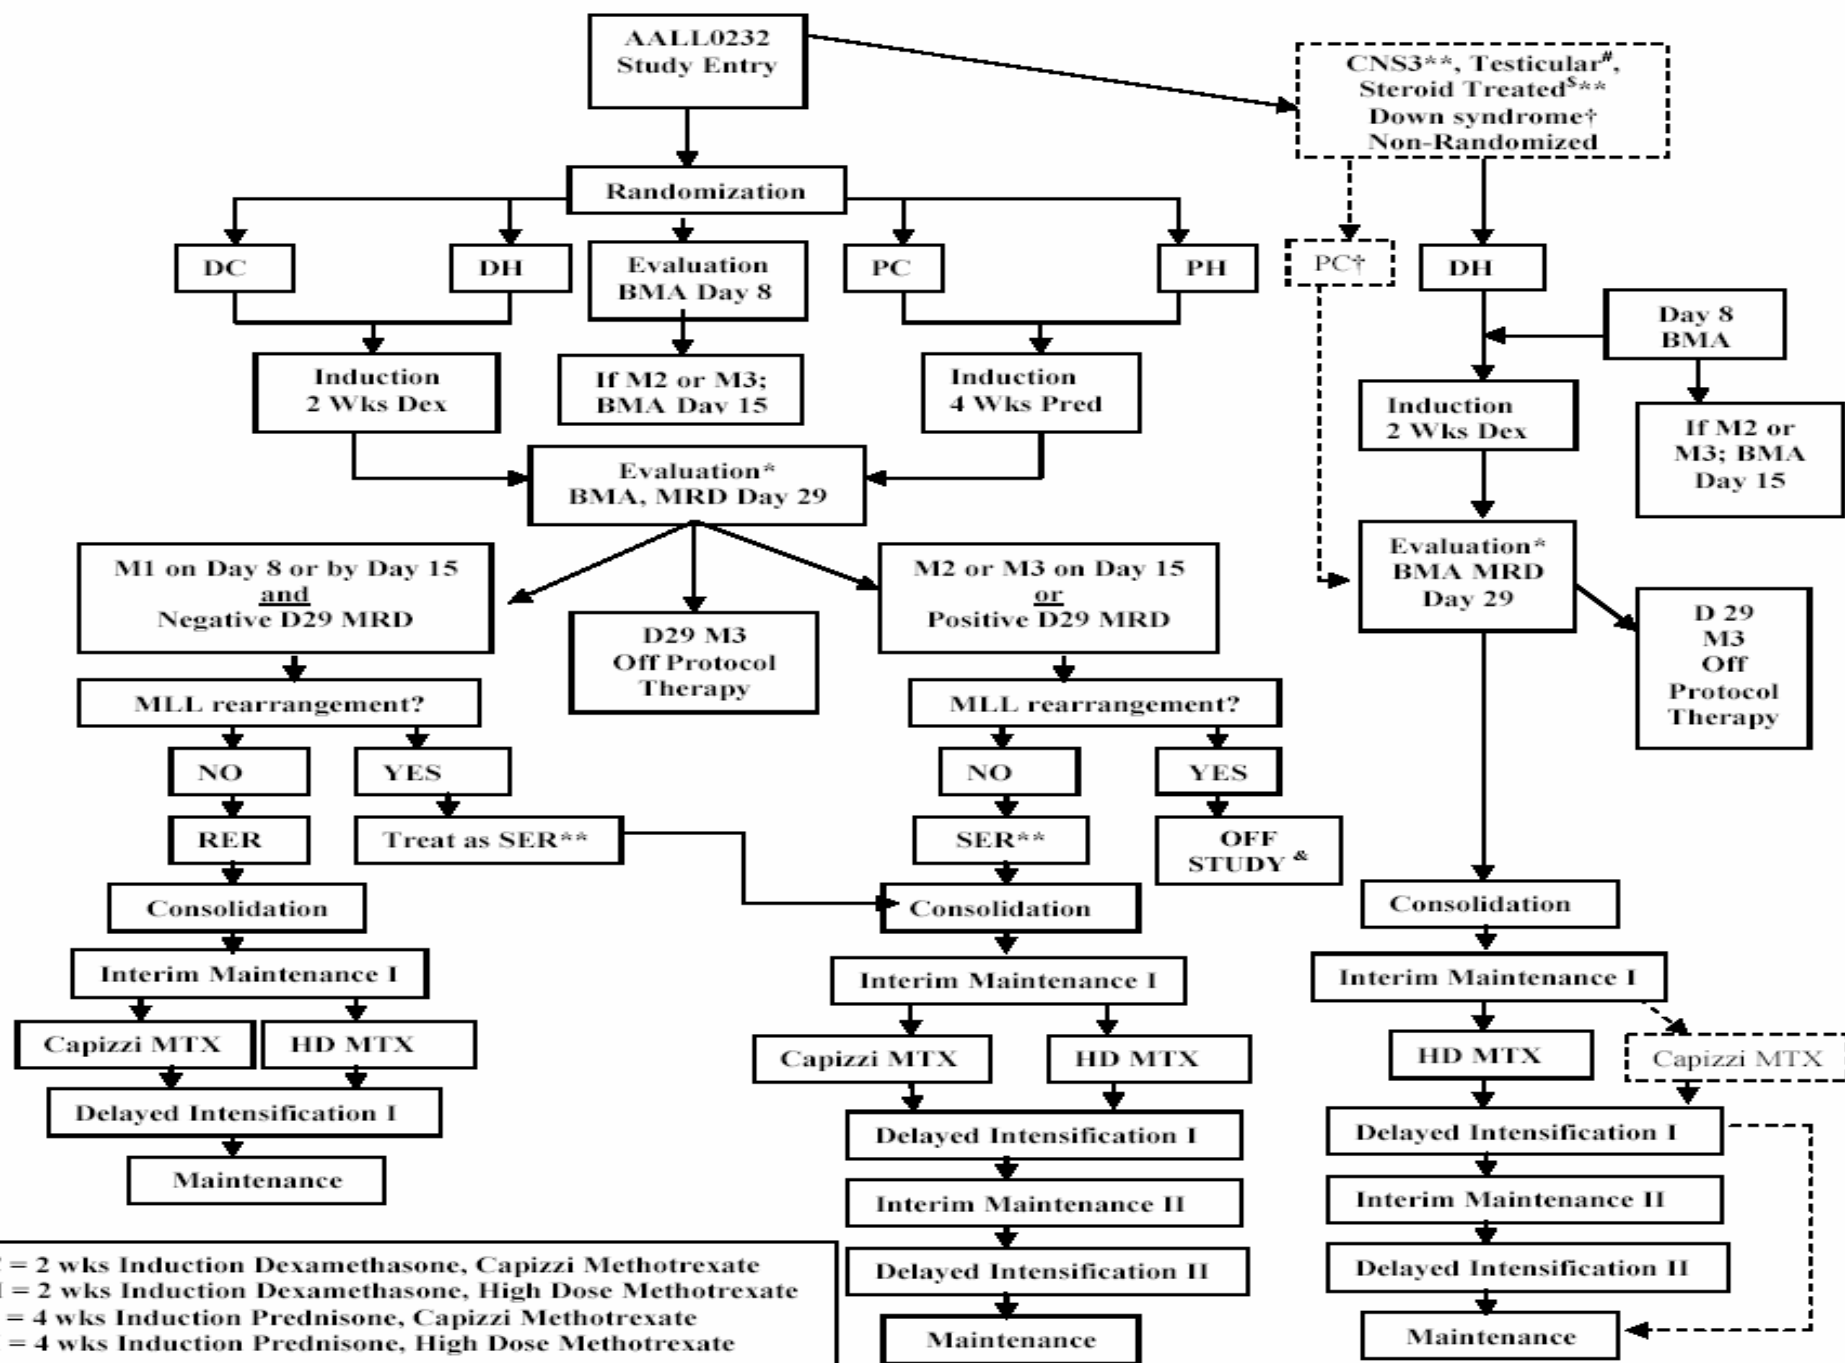 AALL0232
Study Entry
CNS3**, Testicular#,
Steroid Treated$**
Down syndrome†
Non-Randomized
Randomization
DC
DH
Evaluation
BMA Day 8
PC
PH
PC†
DH
Day 8
BMA
Induction
2 Wks Dex
If M2 or M3;
BMA Day 15
Induction
4 Wks Pred
Induction
2 Wks Dex
If M2 or
M3; BMA
Day 15
Evaluation*
BMA, MRD Day 29
Evaluation*
BMA MRD
Day 29
M1 on Day 8 or by Day 15
and
Negative D29 MRD
D29 M3
Off Protocol
Therapy
M2 or M3 on Day 15
or
Positive D29 MRD
D 29
M3
Off
Protocol
Therapy
MLL rearrangement?
MLL rearrangement?
NO
YES
NO
YES
RER
Treat as SER**
SER**
OFF
STUDY &
Consolidation
Consolidation
Consolidation
Interim Maintenance I
Interim Maintenance I
Interim Maintenance I
Capizzi MTX
HD MTX
Capizzi MTX
HD MTX
HD MTX
Capizzi MTX
Delayed Intensification I
Delayed Intensification I
Delayed Intensification I
Maintenance
Interim Maintenance II
Interim Maintenance II
Delayed Intensification II
Delayed Intensification II
Maintenance
Maintenance
= 2 wks Induction Dexamethasone, Capizzi Methotrexate
= 2 wks Induction Dexamethasone, High Dose Methotrexate
= 4 wks Induction Prednisone, Capizzi Methotrexate
= 4 wks Induction Prednisone, High Dose Methotrexate